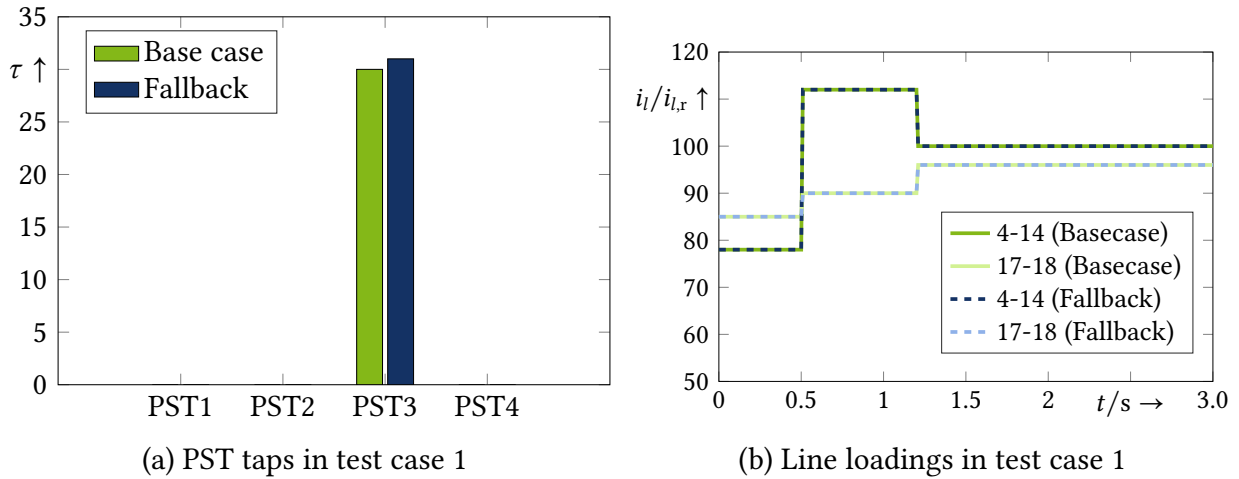 35
τ ↑
25
20
15
10
5
0
Base case
Fallback
PST1 PST2 PST3 PST4
(a) PST taps in test case 1
120
i_l/i_{l,r} ↑
100
90
80
70
60
50
4-14 (Basecase)
17-18 (Basecase)
4-14 (Fallback)
17-18 (Fallback)
0 0.5 1 1.5 2 t/s → 3.0
(b) Line loadings in test case 1